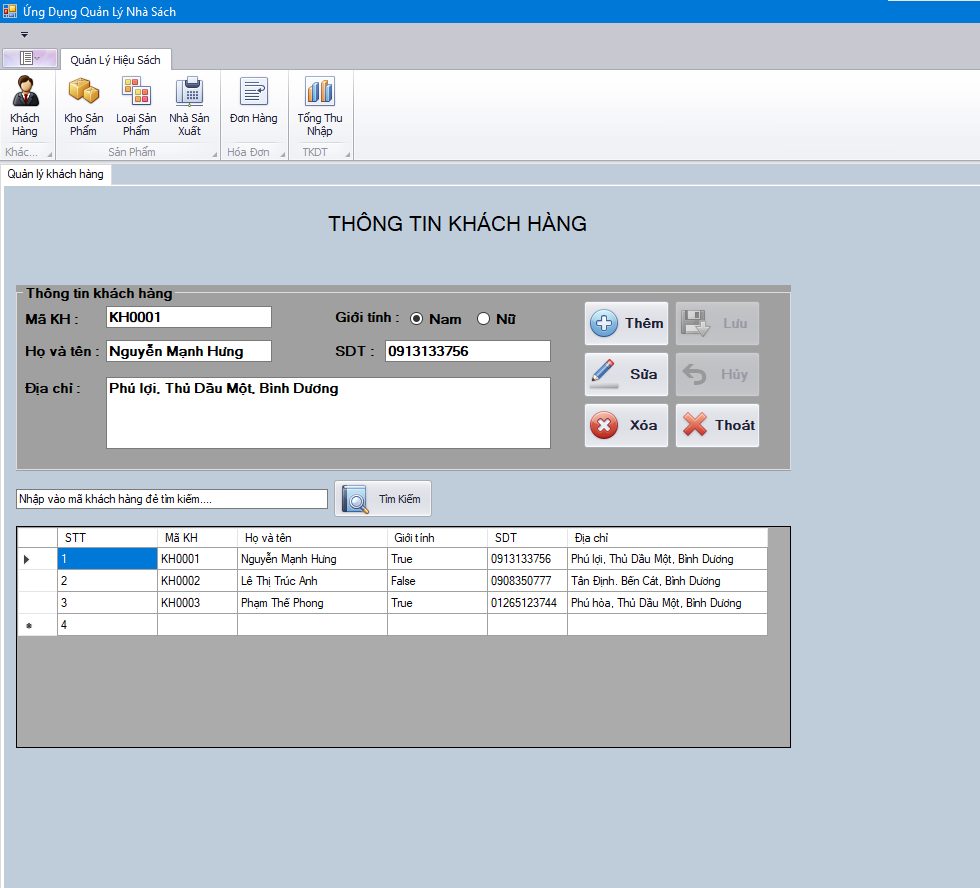 Ứng Dụng Quản Lý Nhà Sách
Quản Lý Hiệu Sách
Khách Hàng
Kho Sản Phẩm
Loại Sản Phẩm
Nhà Sản Xuất
Đơn Hàng
Tổng Thu Nhập
Khác...
Sản Phẩm
Hóa Đơn
TKDT
Quản lý khách hàng
THÔNG TIN KHÁCH HÀNG
Thông tin khách hàng
Mã KH : KH0001 Giới tính : Nam Nữ
Họ và tên : Nguyễn Mạnh Hưng SDT : 0913133756
Địa chỉ : Phú lợi, Thủ Dầu Một, Bình Dương
Thêm Lưu
Sửa Hủy
Xóa Thoát
Nhập vào mã khách hàng đẻ tìm kiếm.... Tìm Kiếm
STT Mã KH Họ và tên Giới tính SDT Địa chỉ
1 KH0001 Nguyễn Mạnh Hưng True 0913133756 Phú lợi, Thủ Dầu Một, Bình Dương
2 KH0002 Lê Thị Trúc Anh False 0908350777 Tân Định. Bến Cát, Bình Dương
3 KH0003 Phạm Thế Phong True 01265123744 Phú hòa, Thủ Dầu Một, Bình Dương
4